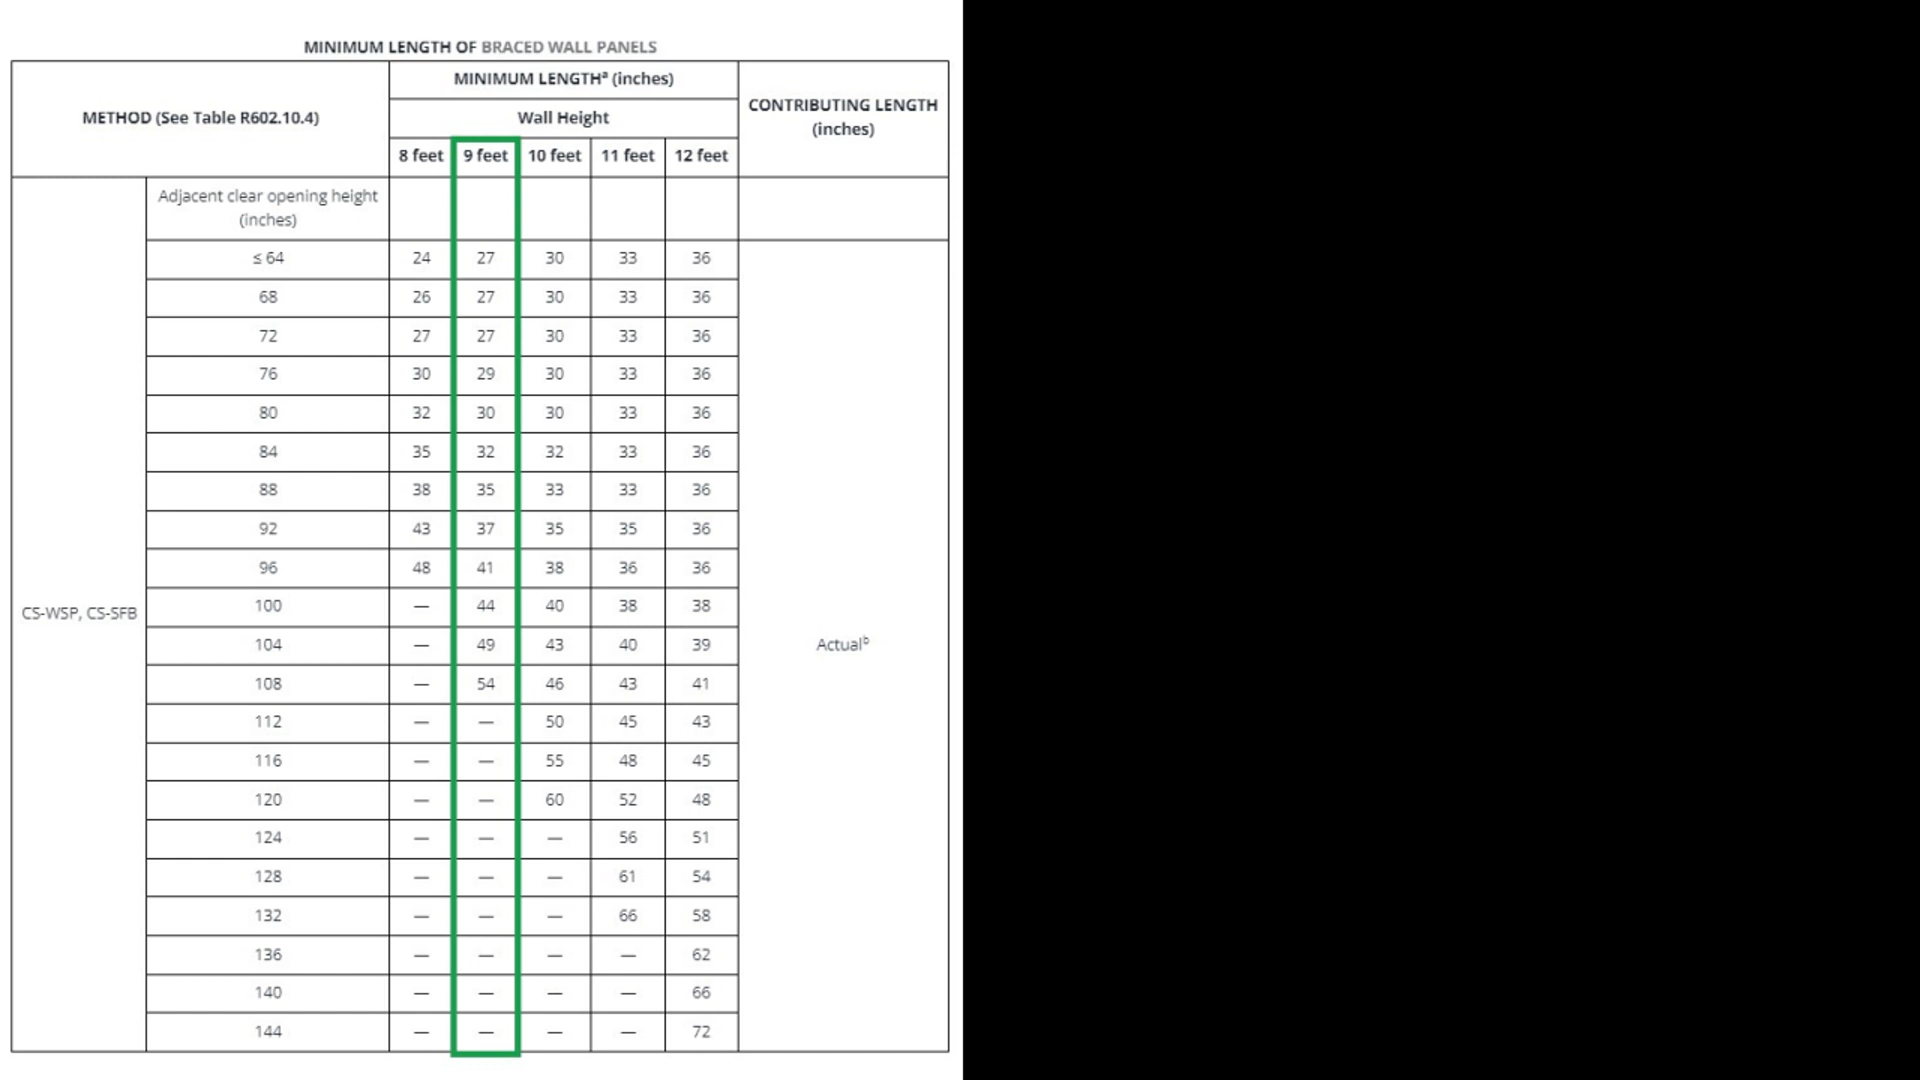 MINIMUM LENGTH OF BRACED WALL PANELS
METHOD (See Table R602.10.4)
MINIMUM LENGTHª (inches)
CONTRIBUTING LENGTH
(inches)
Wall Height
8 feet 9 feet 10 feet 11 feet 12 feet
Adjacent clear opening height
(inches)
≤ 64 24 27 30 33 36
68 26 27 30 33 36
72 27 27 30 33 36
76 30 29 30 33 36
80 32 30 30 33 36
84 35 32 32 33 36
88 38 35 33 33 36
92 43 37 35 35 36
96 48 41 38 36 36
CS-WSP, CS-SFB
100 — 44 40 38 38
104 — 49 43 40 39
Actualᵇ
108 — 54 46 43 41
112 — — 50 45 43
116 — — 55 48 45
120 — — 60 52 48
124 — — — 56 51
128 — — — 61 54
132 — — — 66 58
136 — — — — 62
140 — — — — 66
144 — — — — 72